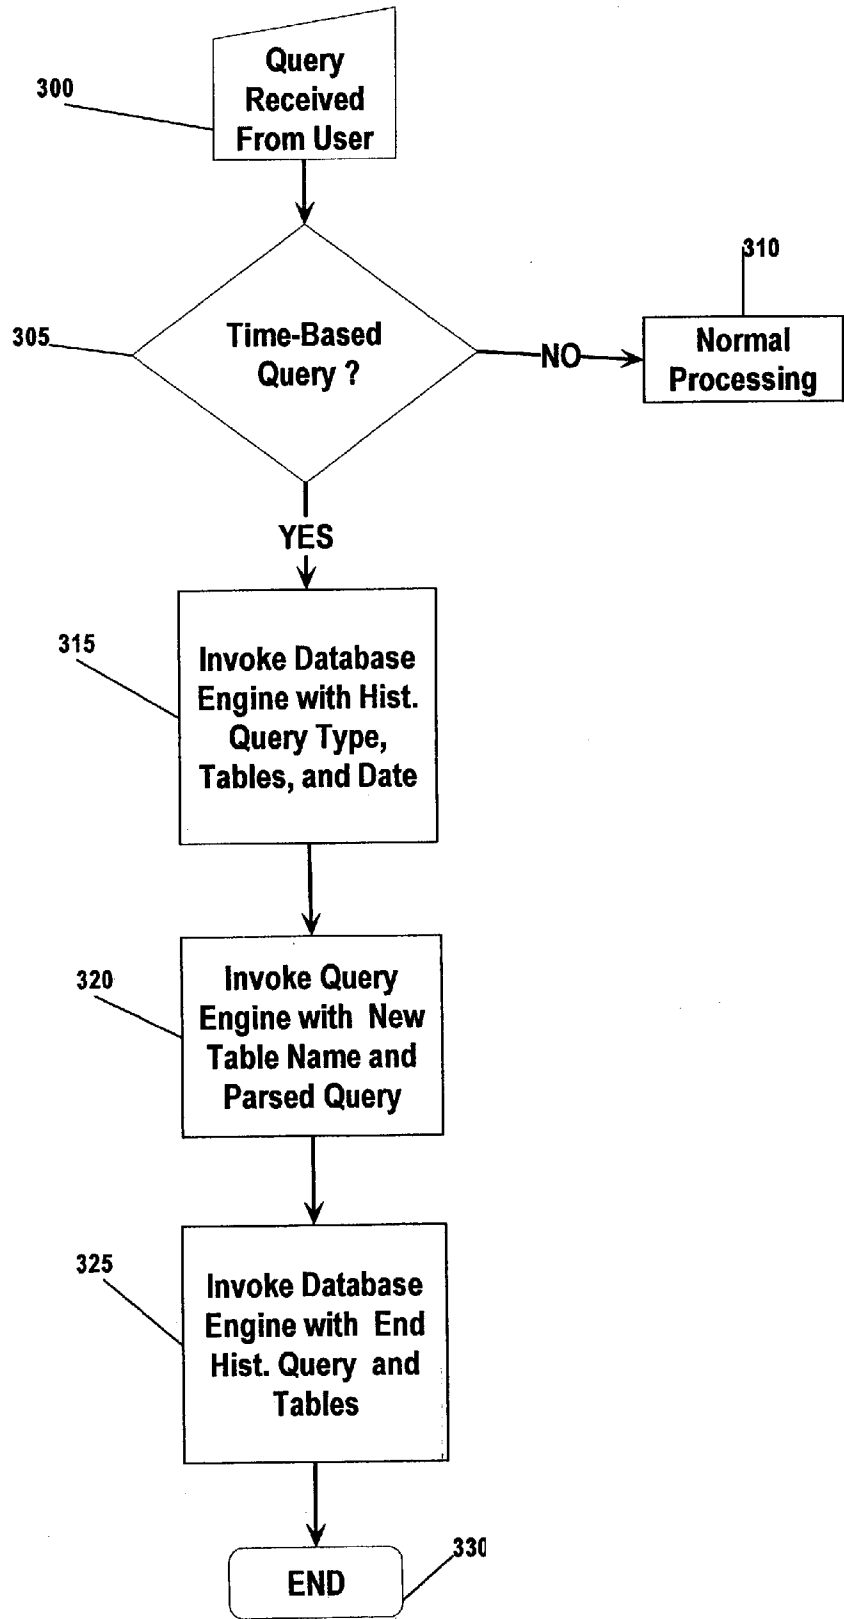 300
Query
Received
From User
305
Time-Based
Query ?
NO
310
Normal
Processing
YES
315
Invoke Database
Engine with Hist.
Query Type,
Tables, and Date
320
Invoke Query
Engine with New
Table Name and
Parsed Query
325
Invoke Database
Engine with End
Hist. Query and
Tables
330
END